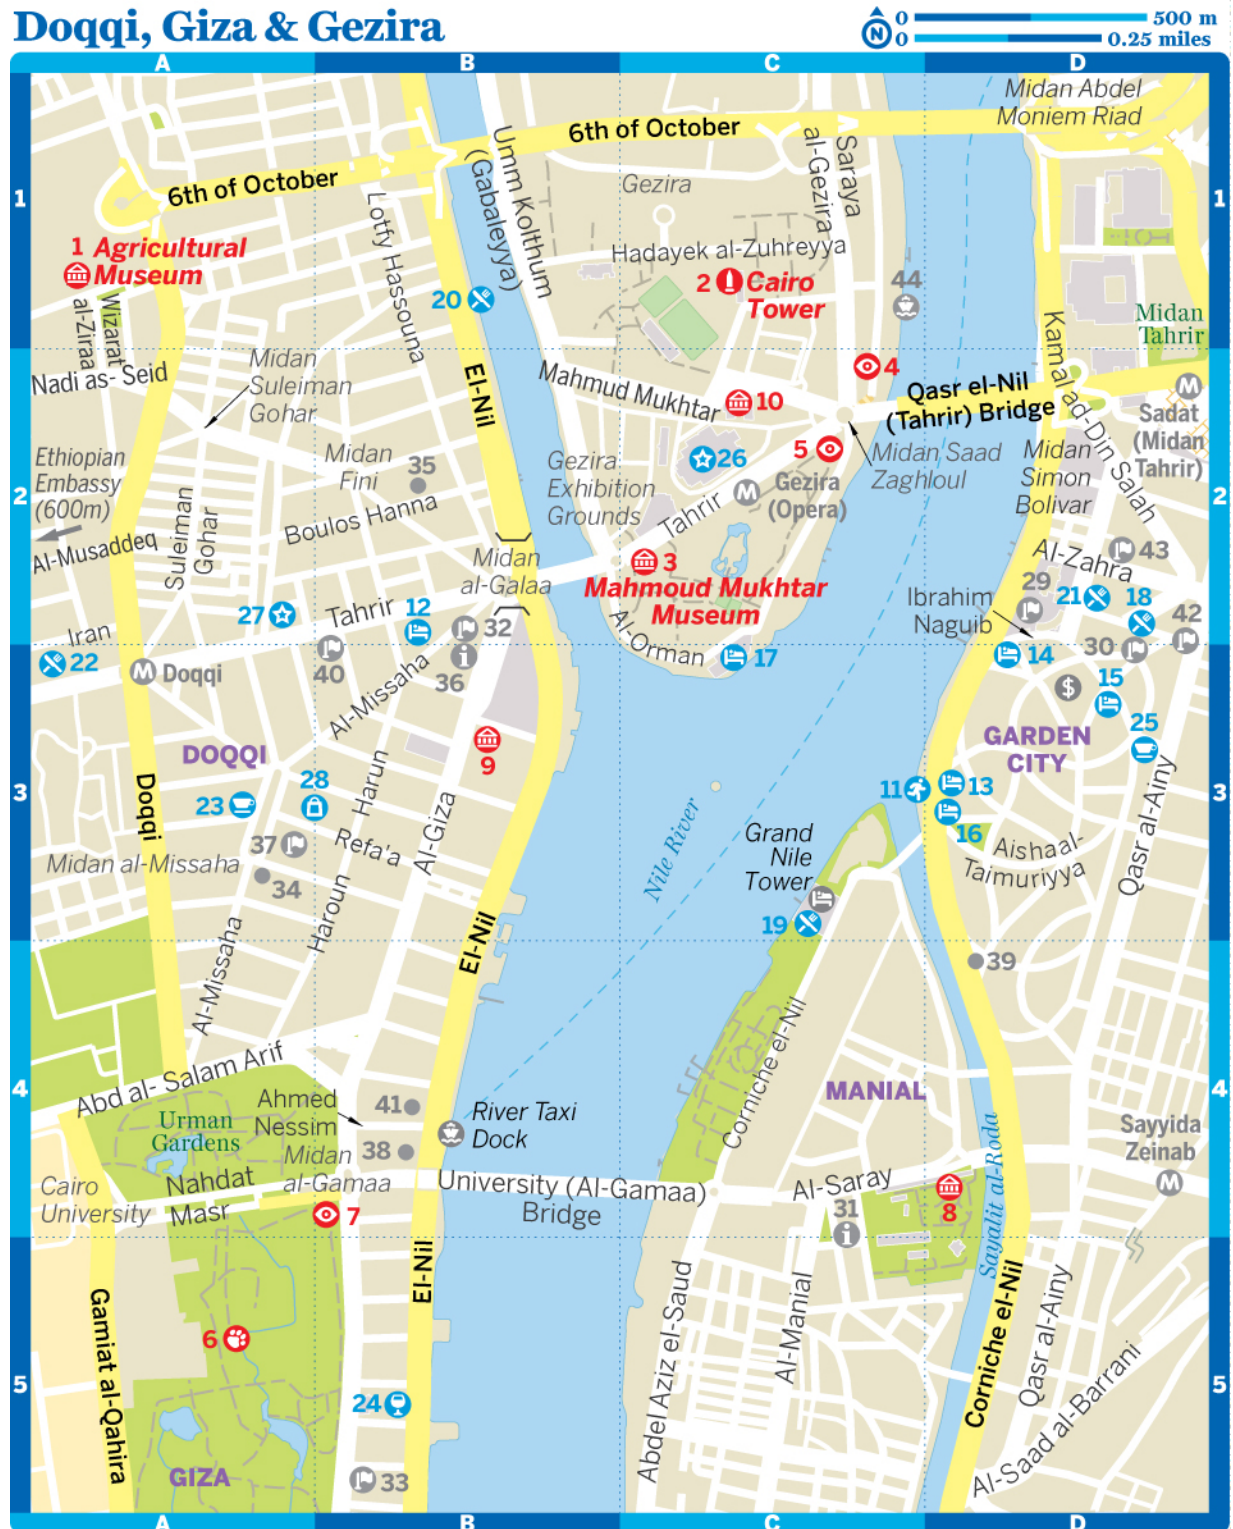 Doqqi, Giza & Gezira
N
0
500 m
0
0.25 miles
A
B
C
D
Midan Abdel
Moniem Riad
6th of October
6th of October
Umm Kolthum
(Gabaleyya)
Saraya
al-Gezira
Gezira
1
1
Lotfy Hassouna
Hadayek al-Zuhreyya
1 Agricultural
Museum
2
Cairo
Tower
44
20
Wizarat
al-Ziraa
Midan
Tahrir
Kamal ad-Din Salah
Nadi as- Seid
Midan
Suleiman
Gohar
El-Nil
Mahmud Mukhtar
10
4
Qasr el-Nil
(Tahrir) Bridge
M
Sadat
(Midan
Tahrir)
Ethiopian
Embassy
(600m)
Midan
Fini
35
Gezira
Exhibition
Grounds
26
5
M
Gezira
(Opera)
Midan Saad
Zaghloul
Midan
Simon
Bolivar
2
2
Boulos Hanna
Tahrir
Al-Musaddeq
Suleiman
Gohar
Midan
al-Galaa
3
Mahmoud Mukhtar
Museum
Al-Zahra
43
29
21
18
42
Ibrahim
Naguib
27
Tahrir
12
32
Iran
22
M
Doqqi
40
Al-Missaha
i
36
Al-Orman
17
14
30
$
15
25
DOQQI
9
GARDEN
CITY
Doqqi
28
23
Harun
Al-Giza
11
13
16
3
3
37
Refa'a
Midan al-Missaha
34
Haroun
Nile River
Grand
Nile
Tower
19
Aishaal-
Taimuriyya
Qasr al-Ainy
El-Nil
Al-Missaha
39
Corniche el-Nil
Abd al- Salam Arif
MANIAL
4
4
Ahmed
Nessim
41
Urman
Gardens
River Taxi
Dock
Midan
al-Gamaa
38
Sayyida
Zeinab
M
Sayalit al-Roda
Nahdat
Masr
Cairo
University
University (Al-Gamaa)
Bridge
Al-Saray
31
i
8
7
El-Nil
Gamiat al-Qahira
6
Abdel Aziz el-Saud
Al-Manial
Corniche el-Nil
Qasr al-Ainy
Al-Saad al-Barrani
5
5
24
GIZA
33
A
B
C
D